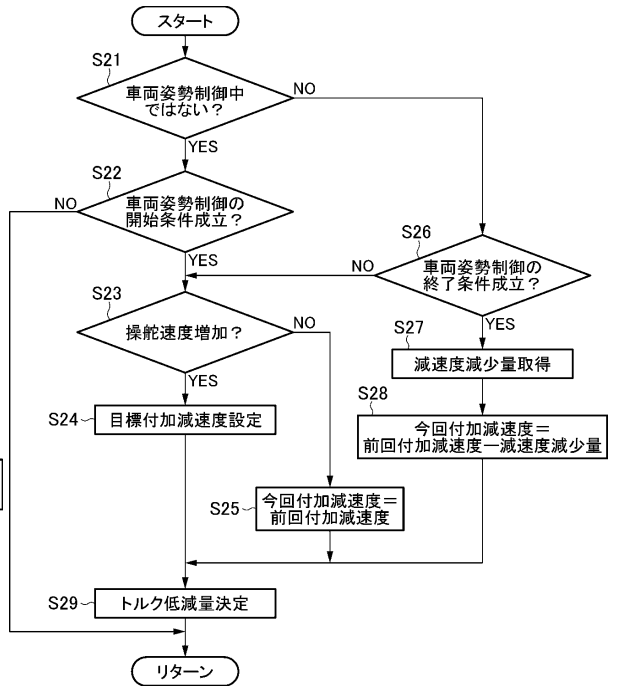 スタート
S21
車両姿勢制御中
ではない？
NO
YES
S22
NO
車両姿勢制御の
開始条件成立？
YES
S26
NO
車両姿勢制御の
終了条件成立？
YES
S23
操舵速度増加？
NO
YES
S27
減速度減少量取得
S24
目標付加減速度設定
S28
今回付加減速度＝
前回付加減速度－減速度減少量
S25
今回付加減速度＝
前回付加減速度
S29
トルク低減量決定
リターン